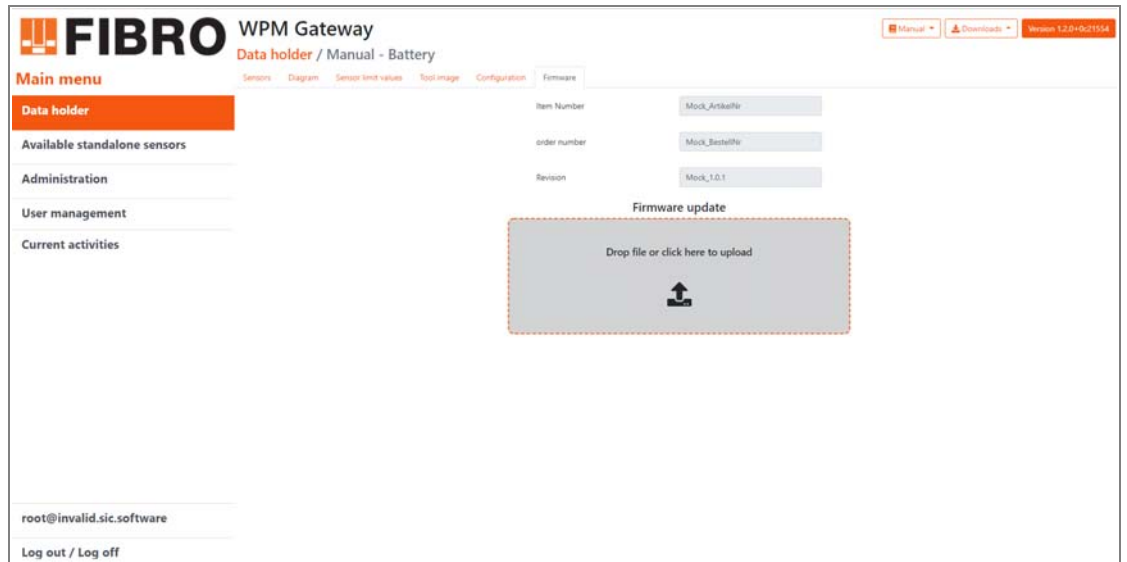 FIBRO
WPM Gateway
Manual
Downloads
Version 1.2.0+0c21554
Data holder / Manual - Battery
Main menu
Sensors
Diagram
Sensor limit values
Tool image
Configuration
Firmware
Data holder
Available standalone sensors
Administration
User management
Current activities
Item Number
Mock_ArtikelNr
order number
Mock_BestellNr
Revision
Mock_1.0.1
Firmware update
Drop file or click here to upload
root@invalid.sic.software
Log out / Log off